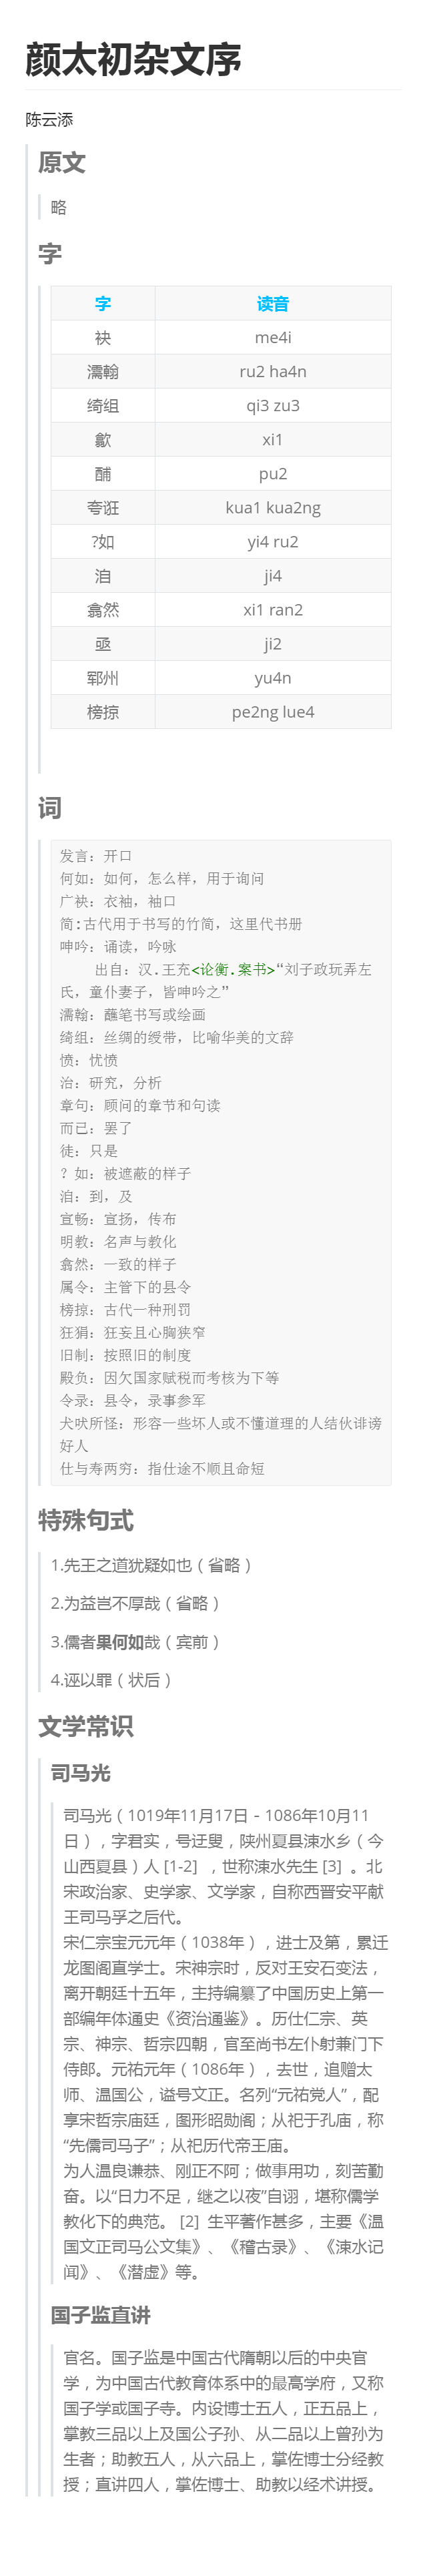 颜太初杂文序
陈云添
原文
略
字
字 读音
袂 me4i
濡翰 ru2 ha4n
绮组 qi3 zu3
歙 xi1
酺 pu2
夸诳 kua1 kua2ng
?如 yi4 ru2
洎 ji4
翕然 xi1 ran2
亟 ji2
郓州 yu4n
榜掠 pe2ng lue4
词
发言：开口
何如：如何，怎么样，用于询问
广袂：衣袖，袖口
简:古代用于书写的竹简，这里代书册
呻吟：诵读，吟咏
出自：汉.王充<论衡.案书>“刘子政玩弄左
氏，童仆妻子，皆呻吟之”
濡翰：蘸笔书写或绘画
绮组：丝绸的绶带，比喻华美的文辞
愤：忧愤
治：研究，分析
章句：顾问的章节和句读
而已：罢了
徒：只是
？如：被遮蔽的样子
洎：到，及
宣畅：宣扬，传布
明教：名声与教化
翕然：一致的样子
属令：主管下的县令
榜掠：古代一种刑罚
狂狷：狂妄且心胸狭窄
旧制：按照旧的制度
殿负：因欠国家赋税而考核为下等
令录：县令，录事参军
犬吠所怪：形容一些坏人或不懂道理的人结伙诽谤
好人
仕与寿两穷：指仕途不顺且命短
特殊句式
1.先王之道犹疑如也（省略）
2.为益岂不厚哉（省略）
3.儒者果何如哉（宾前）
4.诬以罪（状后）
文学常识
司马光
司马光（1019年11月17日－1086年10月11
日），字君实，号迂叟，陕州夏县涑水乡（今
山西夏县）人 [1-2] ，世称涑水先生 [3] 。北
宋政治家、史学家、文学家，自称西晋安平献
王司马孚之后代。
宋仁宗宝元元年（1038年），进士及第，累迁
龙图阁直学士。宋神宗时，反对王安石变法，
离开朝廷十五年，主持编纂了中国历史上第一
部编年体通史《资治通鉴》。历仕仁宗、英
宗、神宗、哲宗四朝，官至尚书左仆射兼门下
侍郎。元祐元年（1086年），去世，追赠太
师、温国公，谥号文正。名列“元祐党人”，配
享宋哲宗庙廷，图形昭勋阁；从祀于孔庙，称
“先儒司马子”；从祀历代帝王庙。
为人温良谦恭、刚正不阿；做事用功，刻苦勤
奋。以“日力不足，继之以夜”自诩，堪称儒学
教化下的典范。 [2] 生平著作甚多，主要《温
国文正司马公文集》、《稽古录》、《涑水记
闻》、《潜虚》等。
国子监直讲
官名。国子监是中国古代隋朝以后的中央官
学，为中国古代教育体系中的最高学府，又称
国子学或国子寺。内设博士五人，正五品上，
掌教三品以上及国公子孙、从二品以上曾孙为
生者；助教五人，从六品上，掌佐博士分经教
授；直讲四人，掌佐博士、助教以经术讲授。